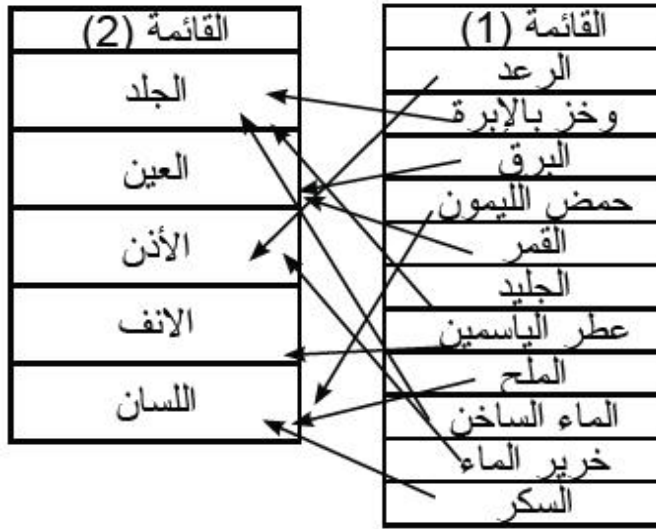 القائمة (1)
الرعد
وخز بالإبرة
البرق
حمض الليمون
القمر
الجليد
عطر الياسمين
الملح
الماء الساخن
خرير الماء
السكر
القائمة (2)
الجلد
العين
الأذن
الانف
اللسان